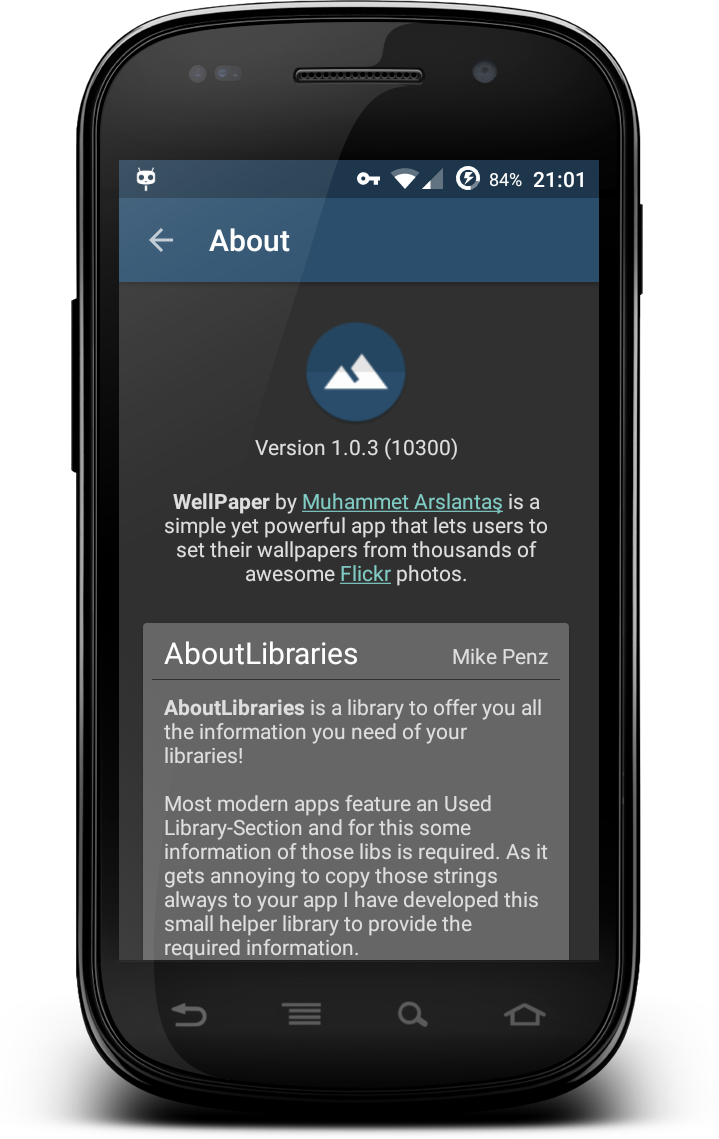 84% 21:01
About
Version 1.0.3 (10300)
WellPaper by Muhammet Arslantaş is a
simple yet powerful app that lets users to
set their wallpapers from thousands of
awesome Flickr photos.
AboutLibraries Mike Penz
AboutLibraries is a library to offer you all
the information you need of your
libraries!
Most modern apps feature an Used
Library-Section and for this some
information of those libs is required. As it
gets annoying to copy those strings
always to your app I have developed this
small helper library to provide the
required information.